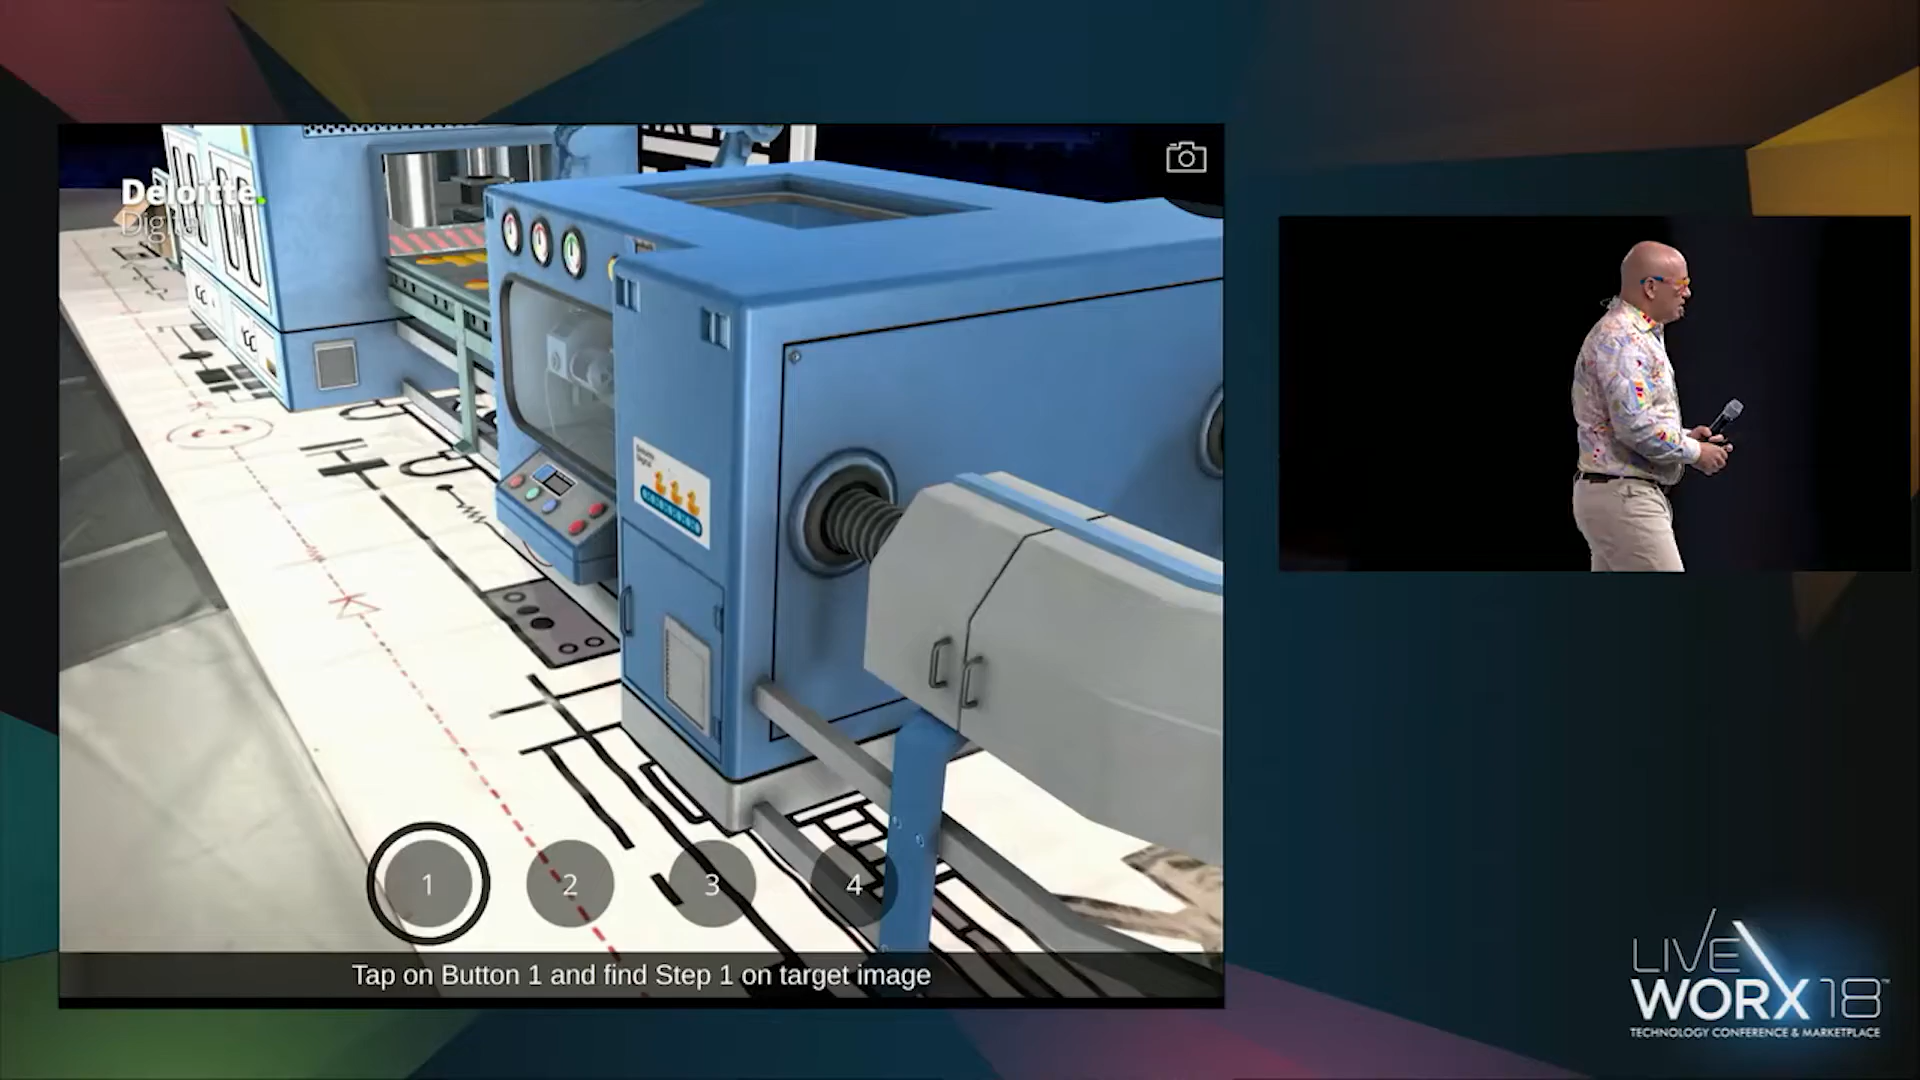 Deloitte.
Digital
1
2
3
4
Tap on Button 1 and find Step 1 on target image
LIVE
WORX 18™
TECHNOLOGY CONFERENCE & MARKETPLACE